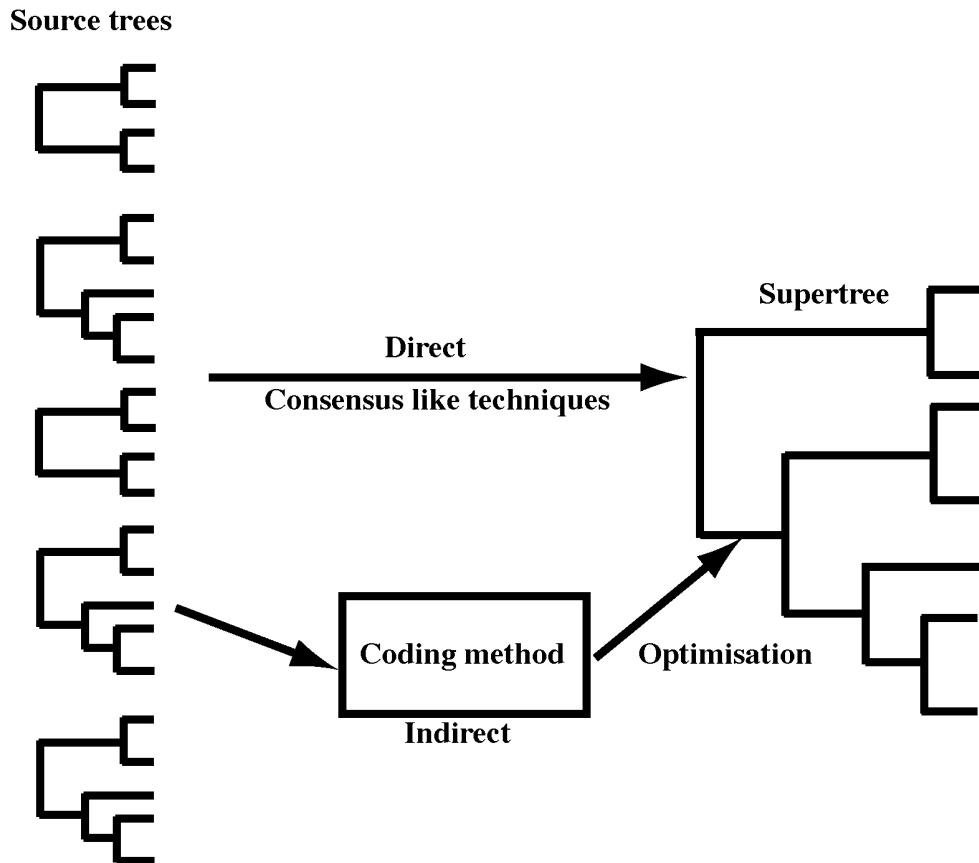 Source trees
Supertree
Direct
Consensus like techniques
Coding method
Optimisation
Indirect